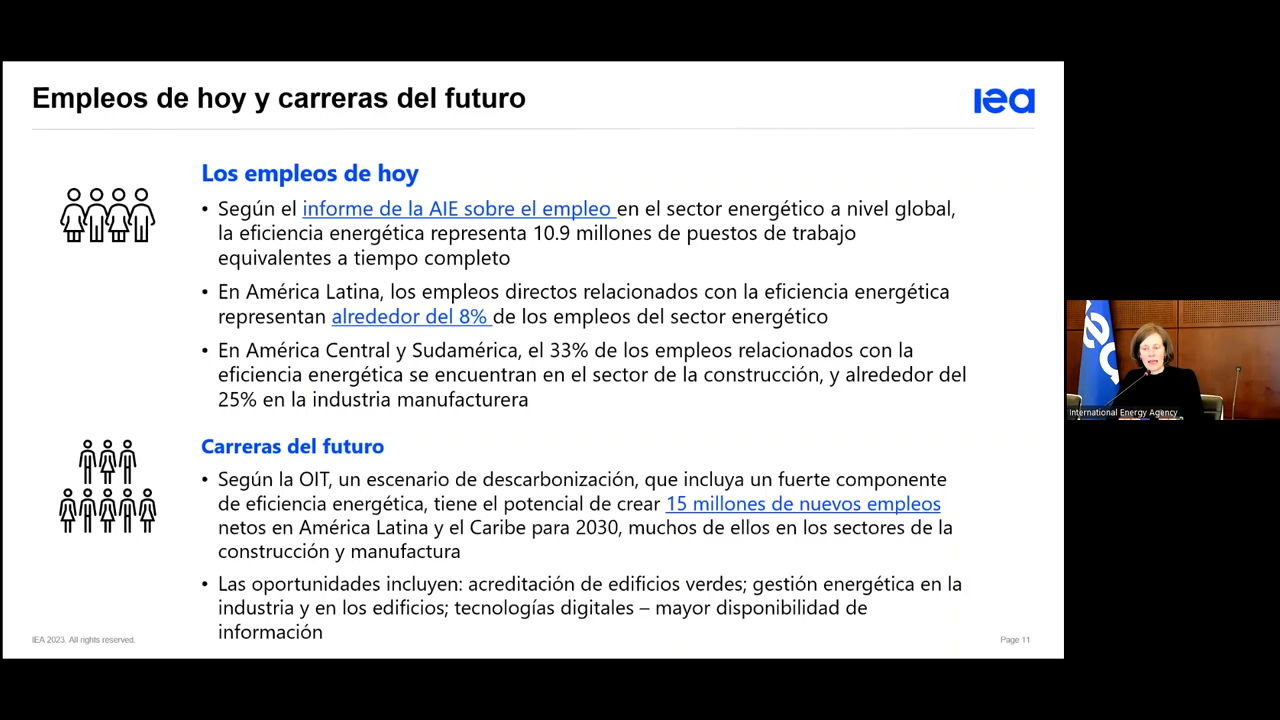 Empleos de hoy y carreras del futuro
iea
Los empleos de hoy
• Según el informe de la AIE sobre el empleo en el sector energético a nivel global,
la eficiencia energética representa 10.9 millones de puestos de trabajo
equivalentes a tiempo completo
• En América Latina, los empleos directos relacionados con la eficiencia energética
representan alrededor del 8% de los empleos del sector energético
• En América Central y Sudamérica, el 33% de los empleos relacionados con la
eficiencia energética se encuentran en el sector de la construcción, y alrededor del
25% en la industria manufacturera
Carreras del futuro
• Según la OIT, un escenario de descarbonización, que incluya un fuerte componente
de eficiencia energética, tiene el potencial de crear 15 millones de nuevos empleos
netos en América Latina y el Caribe para 2030, muchos de ellos en los sectores de la
construcción y manufactura
• Las oportunidades incluyen: acreditación de edificios verdes; gestión energética en la
industria y en los edificios; tecnologías digitales – mayor disponibilidad de
información
IEA 2023. All rights reserved.
Page 11
iea
International Energy Agency